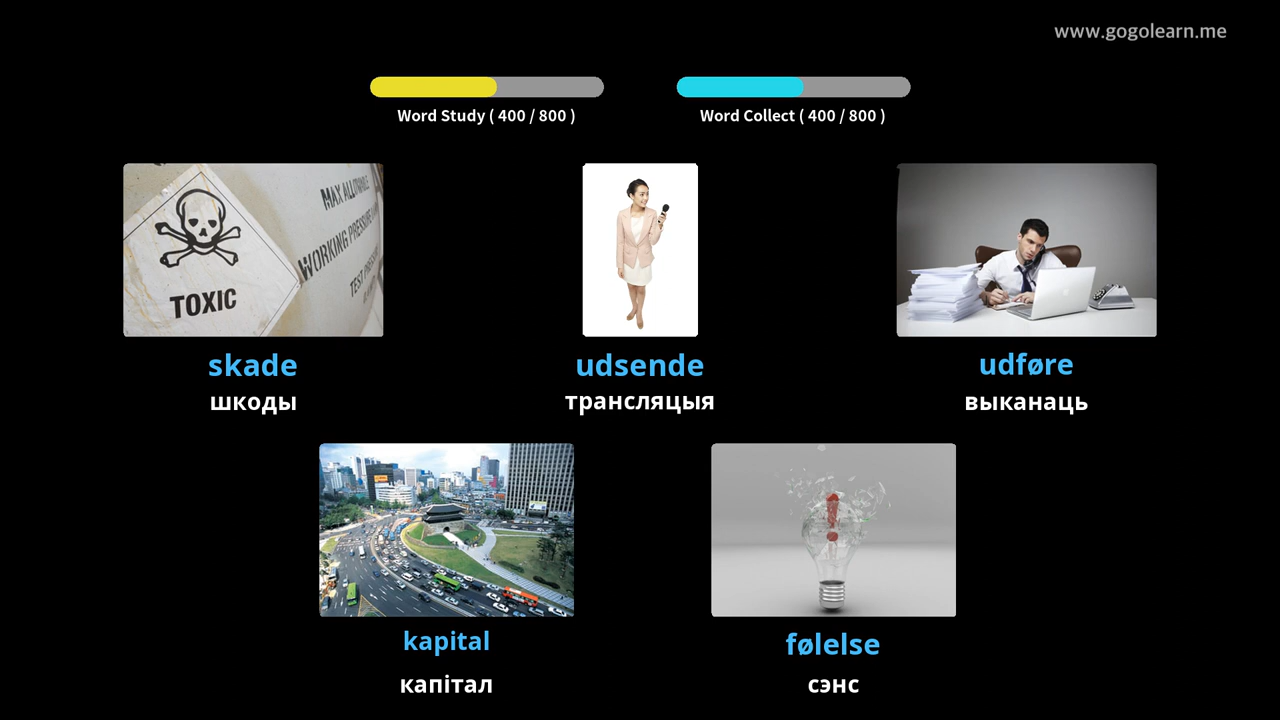 www.gogolearn.me
Word Study ( 400 / 800 )
Word Collect ( 400 / 800 )
MAX ALLOWABLE
WORKING PRESSURE
TOXIC
skade
шкоды
udsende
трансляцыя
udføre
выканаць
kapital
капітал
følelse
сэнс